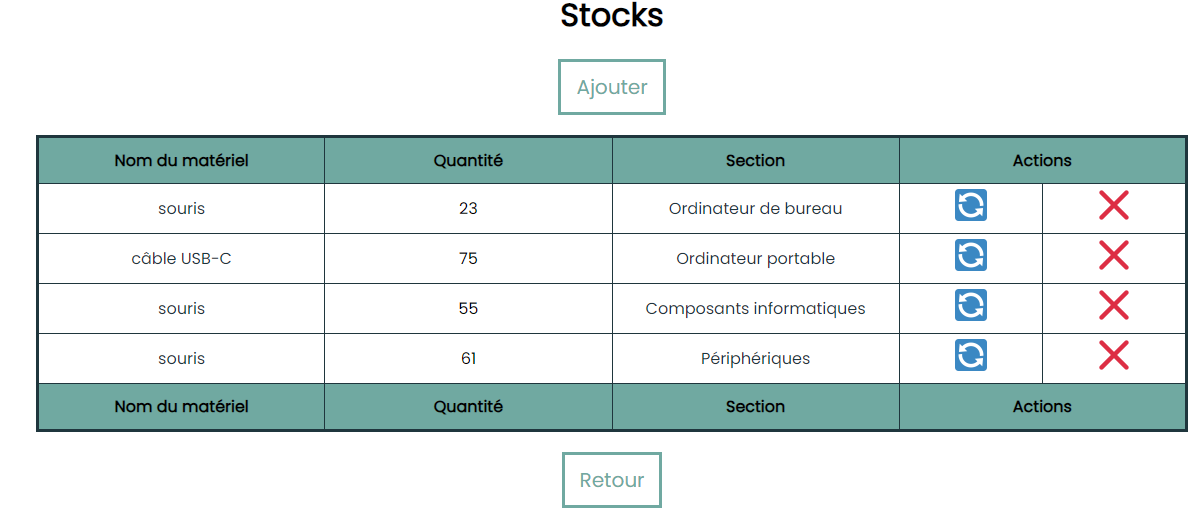 Stocks
Ajouter
Nom du matériel Quantité Section Actions
souris 23 Ordinateur de bureau
câble USB-C 75 Ordinateur portable
souris 55 Composants informatiques
souris 61 Périphériques
Nom du matériel Quantité Section Actions
Retour